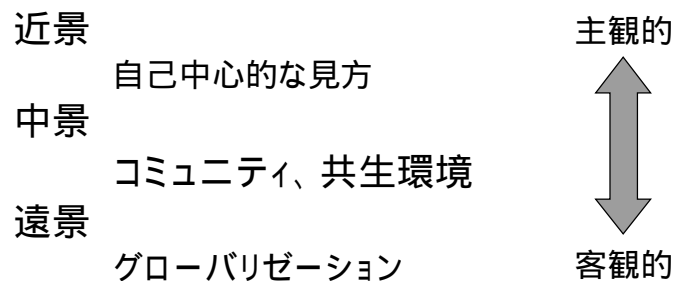 近景
主観的
自己中心的な見方
中景
コミュニティ、共生環境
遠景
グローバリゼーション
客観的